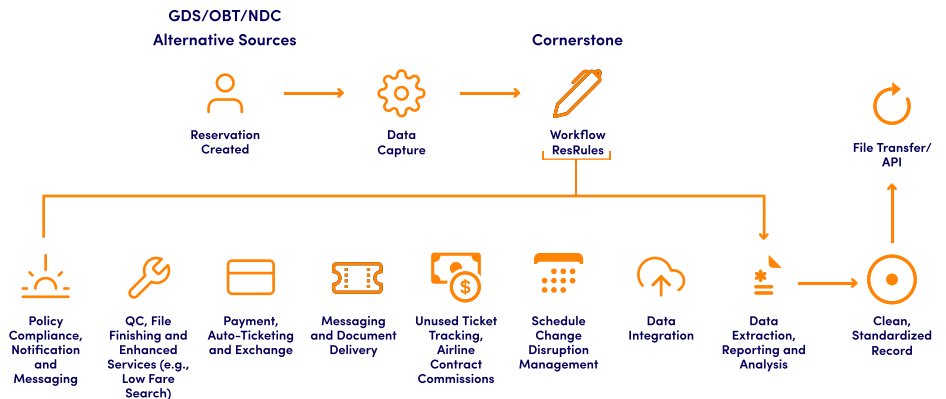 GDS/OBT/NDC
Alternative Sources
Cornerstone
Reservation
Created
Data
Capture
Workflow
ResRules
File Transfer/
API
Policy
Compliance,
Notification
and
Messaging
QC, File
Finishing and
Enhanced
Services (e.g.,
Low Fare
Search)
Payment,
Auto-Ticketing
and Exchange
Messaging
and Document
Delivery
$
Unused Ticket
Tracking,
Airline
Contract
Commissions
Schedule
Change
Disruption
Management
Data
Integration
*
Data
Extraction,
Reporting and
Analysis
Clean,
Standardized
Record